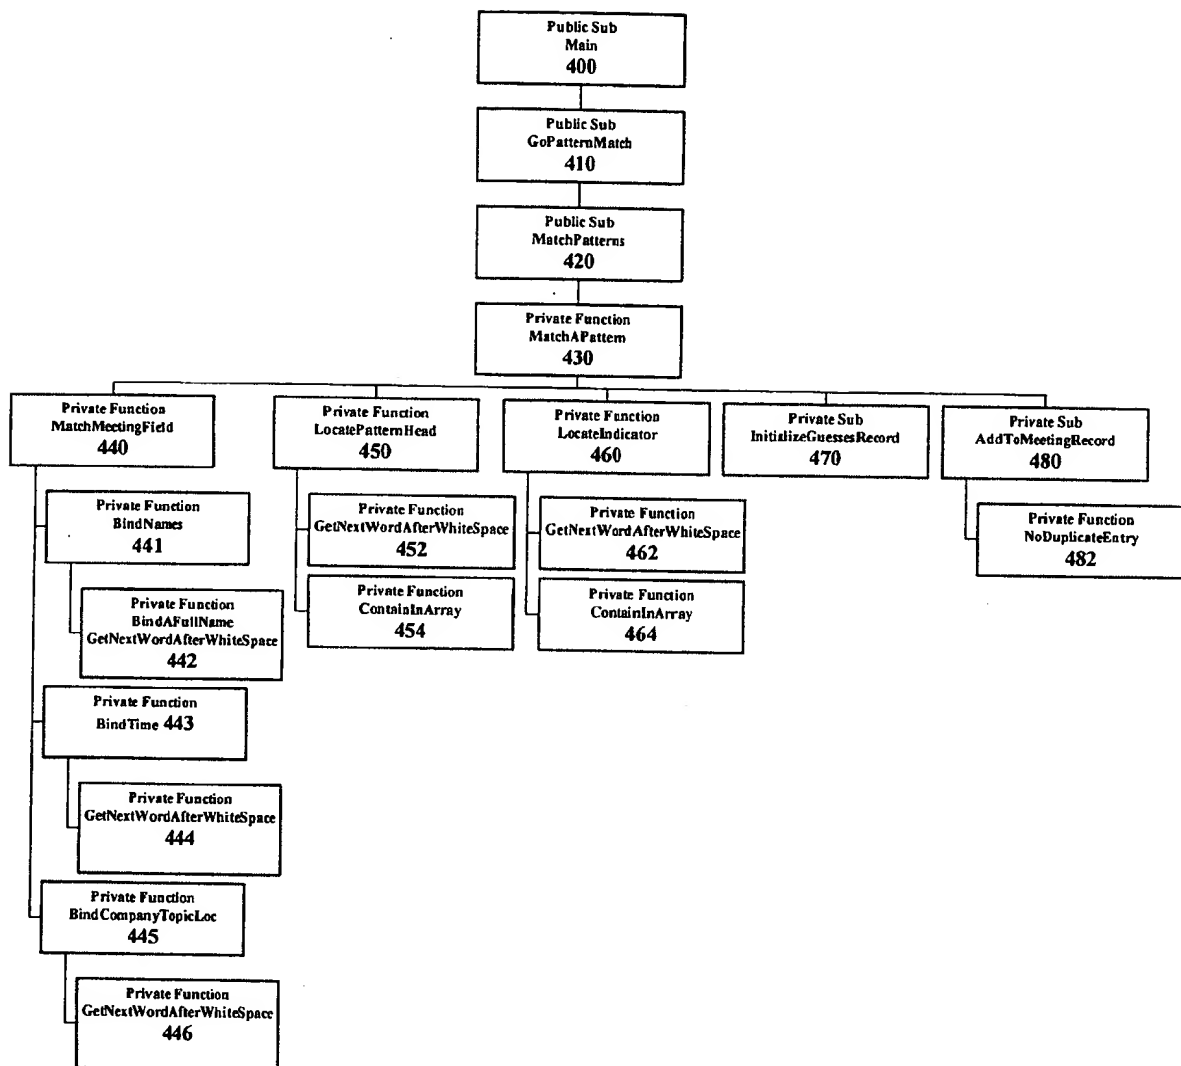 Public Sub
Main
400
Public Sub
GoPatternMatch
410
Public Sub
MatchPatterns
420
Private Function
MatchAPattern
430
Private Function
MatchMeetingField
440
Private Function
LocatePatternHead
450
Private Function
LocateIndicator
460
Private Sub
InitializeGuessesRecord
470
Private Sub
AddToMeetingRecord
480
Private Function
BindNames
441
Private Function
GetNextWordAfterWhiteSpace
452
Private Function
GetNextWordAfterWhiteSpace
462
Private Function
NoDuplicateEntry
482
Private Function
BindAFullName
GetNextWordAfterWhiteSpace
442
Private Function
ContainInArray
454
Private Function
ContainInArray
464
Private Function
BindTime 443
Private Function
GetNextWordAfterWhiteSpace
444
Private Function
BindCompanyTopicLoc
445
Private Function
GetNextWordAfterWhiteSpace
446